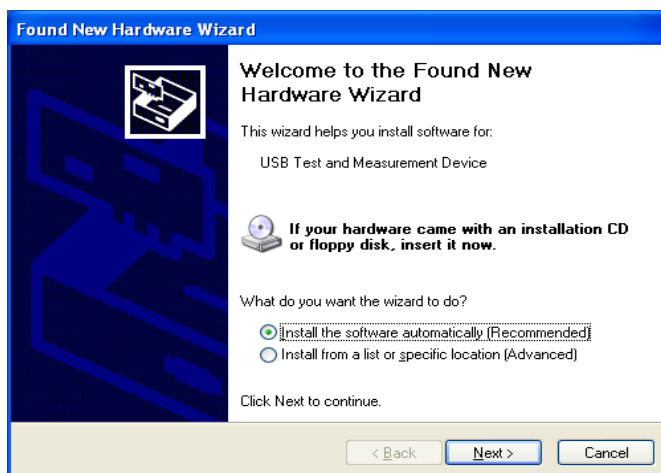 Found New Hardware Wizard
Welcome to the Found New
Hardware Wizard
This wizard helps you install software for:
USB Test and Measurement Device
If your hardware came with an installation CD
or floppy disk, insert it now.
What do you want the wizard to do?
Install the software automatically (Recommended)
Install from a list or specific location (Advanced)
Click Next to continue.
< Back
Next >
Cancel